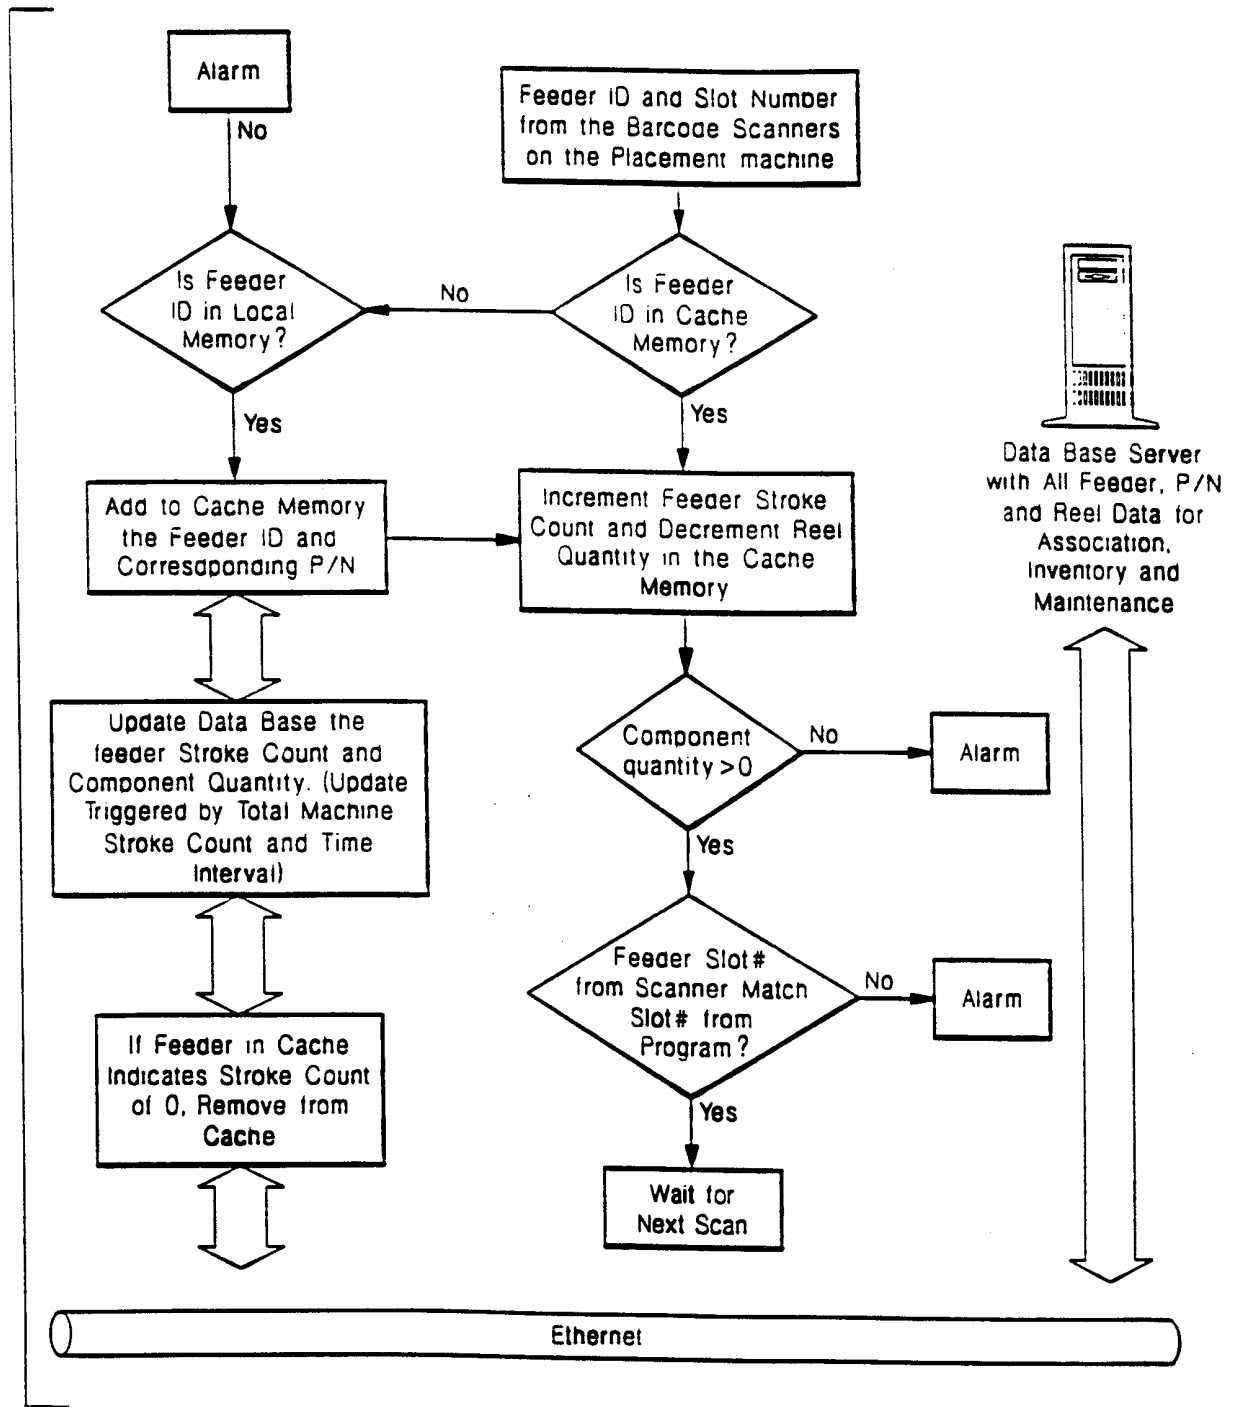 Alarm
No
Feeder ID and Slot Number
from the Barcode Scanners
on the Placement machine
Is Feeder
ID in Local
Memory?
No
Is Feeder
ID in Cache
Memory?
Yes
Yes
Add to Cache Memory
the Feeder ID and
Corresdponding P/N
Increment Feeder Stroke
Count and Decrement Reel
Quantity in the Cache
Memory
Data Base Server
with All Feeder, P/N
and Reel Data for
Association,
Inventory and
Maintenance
Update Data Base the
feeder Stroke Count and
Component Quantity. (Update
Triggered by Total Machine
Stroke Count and Time
Interval)
Component
quantity >0
No
Alarm
Yes
Feeder Slot#
from Scanner Match
Slot# from
Program?
No
Alarm
If Feeder in Cache
Indicates Stroke Count
of 0, Remove from
Cache
Yes
Wait for
Next Scan
Ethernet